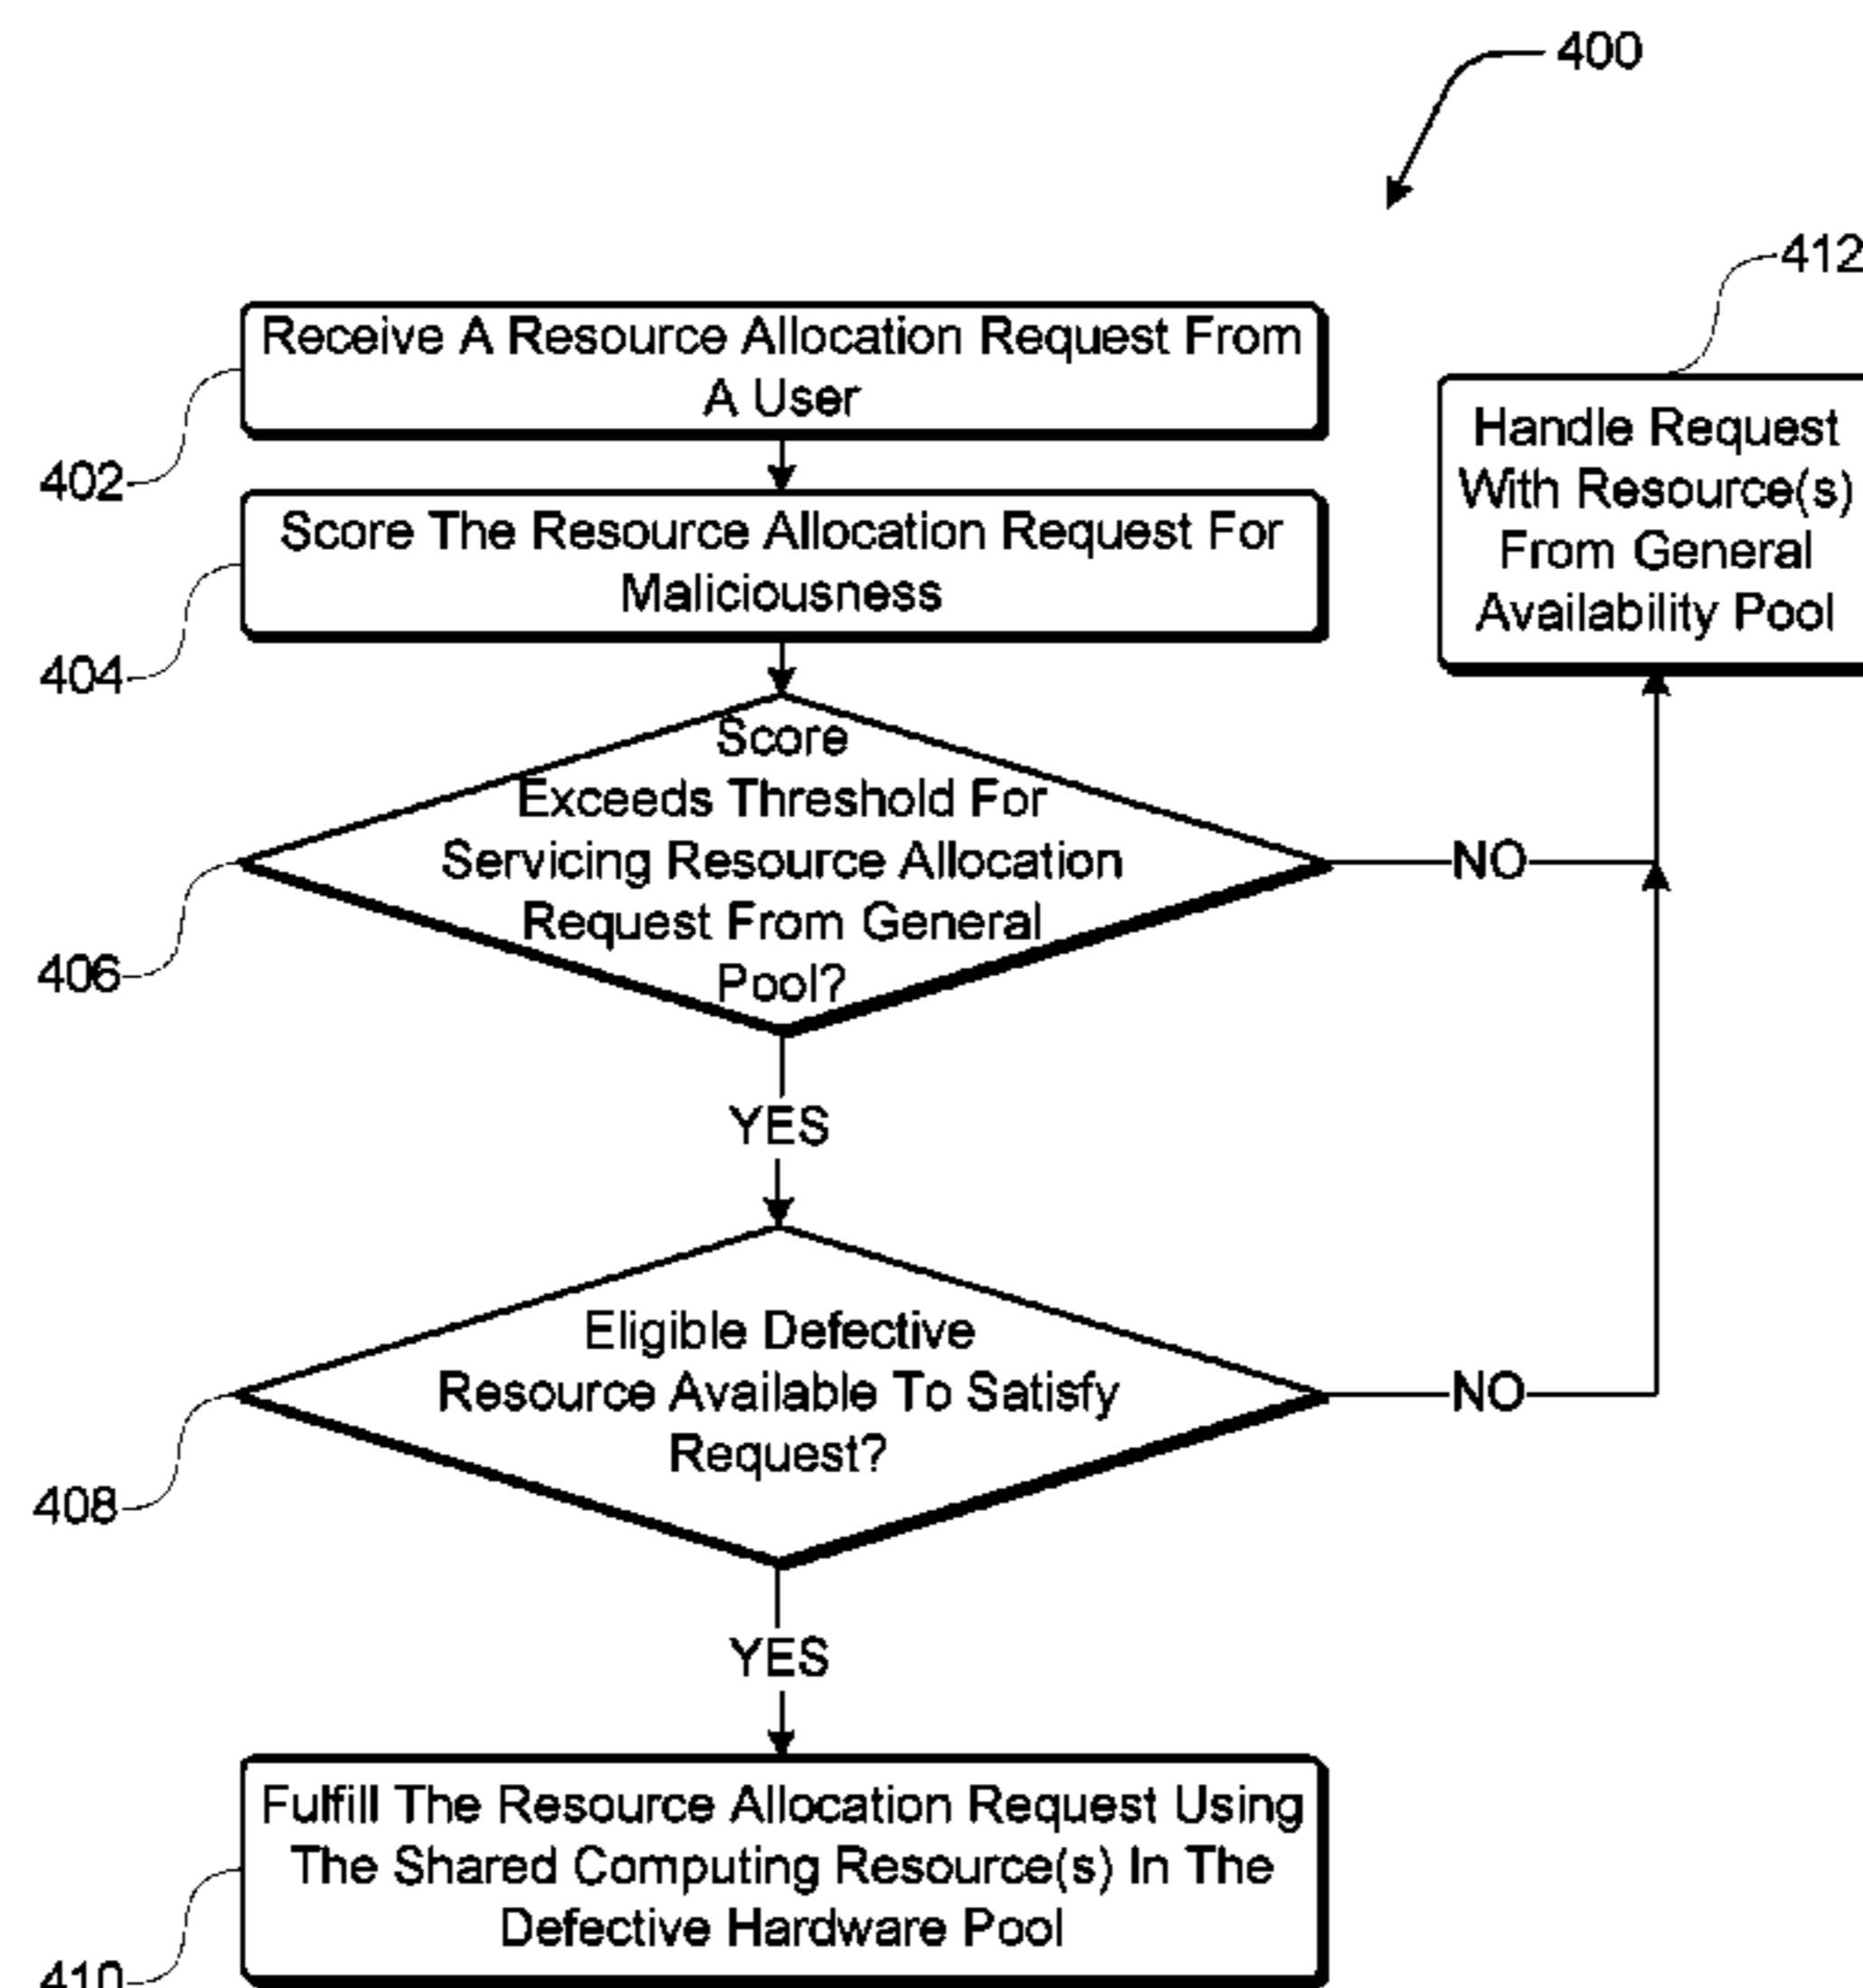 400
412
Receive A Resource Allocation Request From
A User
402
Score The Resource Allocation Request For
Maliciousness
404
Handle Request
With Resource(s)
From General
Availability Pool
Score
Exceeds Threshold For
Servicing Resource Allocation
Request From General
Pool?
NO
406
YES
Eligible Defective
Resource Available To Satisfy
Request?
NO
408
YES
Fulfill The Resource Allocation Request Using
The Shared Computing Resource(s) In The
Defective Hardware Pool
410